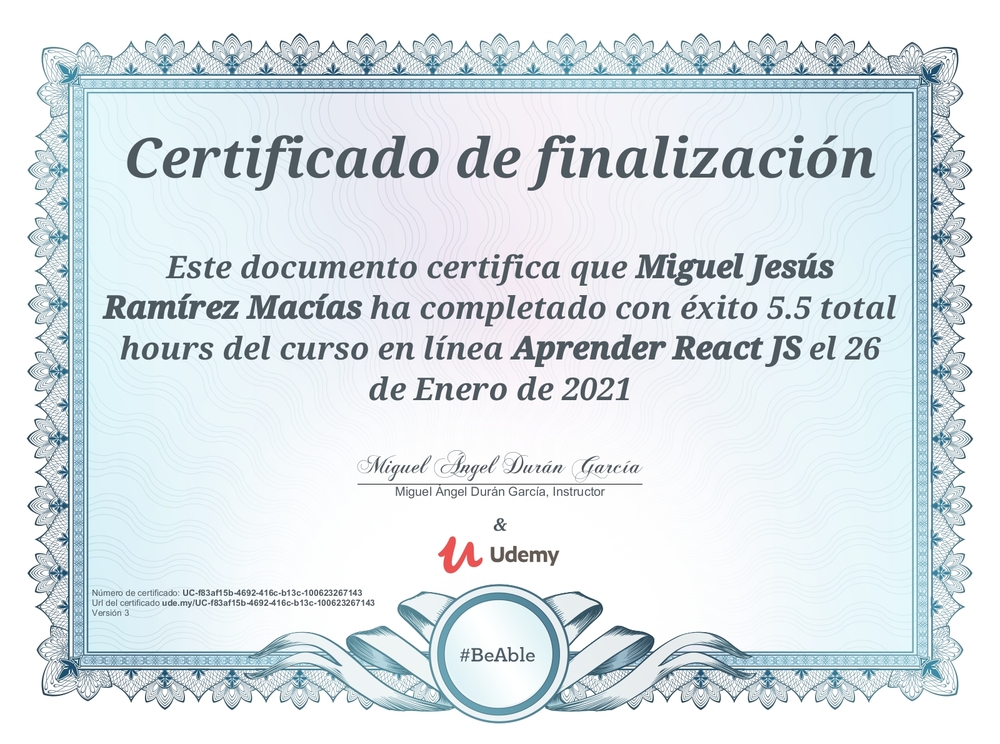 Certificado de finalización
Este documento certifica que Miguel Jesús
Ramírez Macías ha completado con éxito 5.5 total
hours del curso en línea Aprender React JS el 26
de Enero de 2021
Miguel Ángel Durán García
Miguel Ángel Durán García, Instructor
&
Udemy
Número de certificado: UC-f83af15b-4692-416c-b13c-100623267143
Url del certificado ude.my/UC-f83af15b-4692-416c-b13c-100623267143
Versión 3
#BeAble